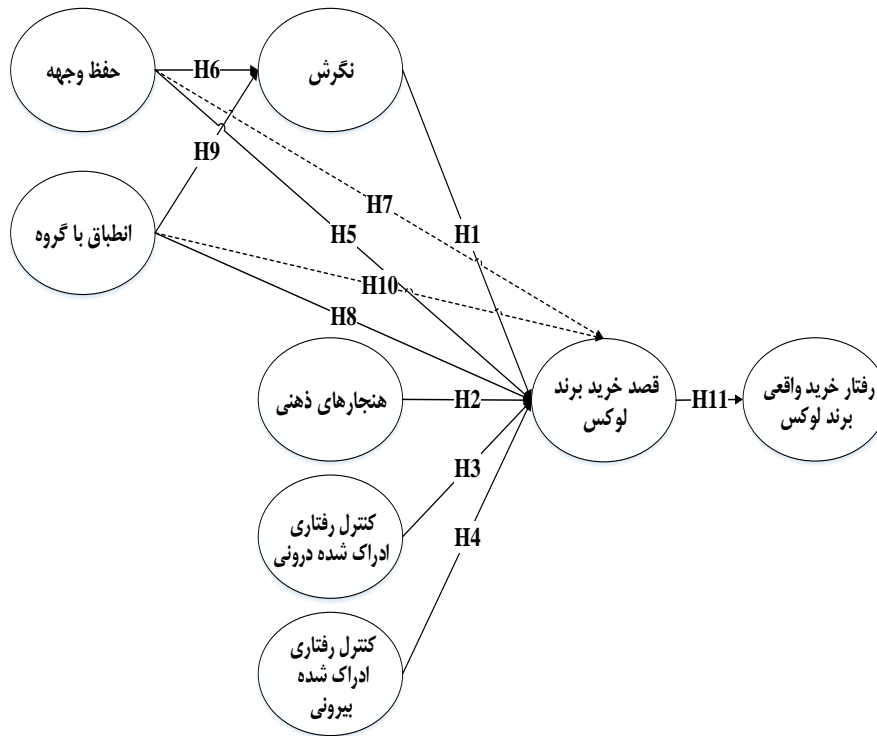 حفظ وجهه
H6
نگرش
H9
انطباق با گروه
H7
H5
H1
H10
H8
هنجارهای ذهنی
H2
قصد خرید برند
لوکس
H11
رفتار خرید واقعی
برند لوکس
H3
کنترل رفتاری
ادراک شده درونی
H4
کنترل رفتاری
ادراک شده
بیرونی